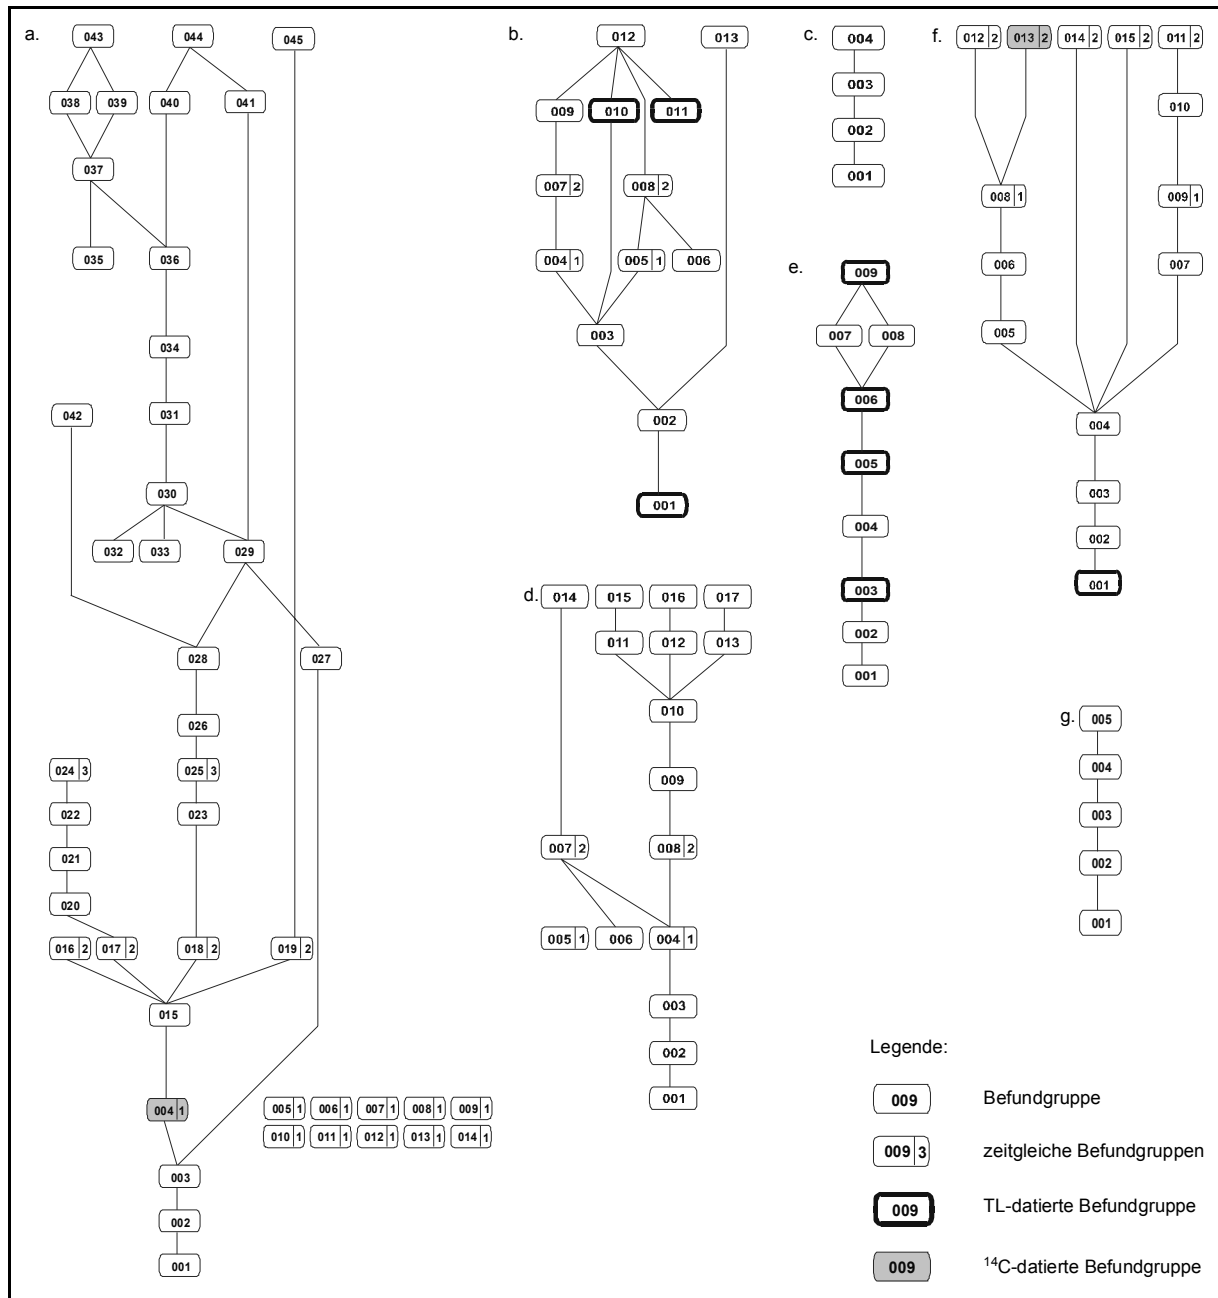 a.
043 044 045
038 039 040 041
037
035 036
034
042 031
030
032 033 029
028 027
026
024|3 025|3
022 023
021
020
016|2 017|2 018|2 019|2
015
004|1
005|1 006|1 007|1 008|1 009|1
010|1 011|1 012|1 013|1 014|1
003
002
001
b.
012 013
009 010 011
007|2 008|2
004|1 005|1 006
003
002
001
c.
004
003
002
001
d.
014 015 016 017
011 012 013
010
009
007|2 008|2
005|1 006 004|1
003
002
001
e.
009
007 008
006
005
004
003
002
001
f.
012|2 013|2 014|2 015|2 011|2
010
008|1 009|1
006 007
005
004
003
002
001
g.
005
004
003
002
001
Legende:
009 Befundgruppe
009|3 zeitgleiche Befundgruppen
009 TL-datierte Befundgruppe
009 14C-datierte Befundgruppe